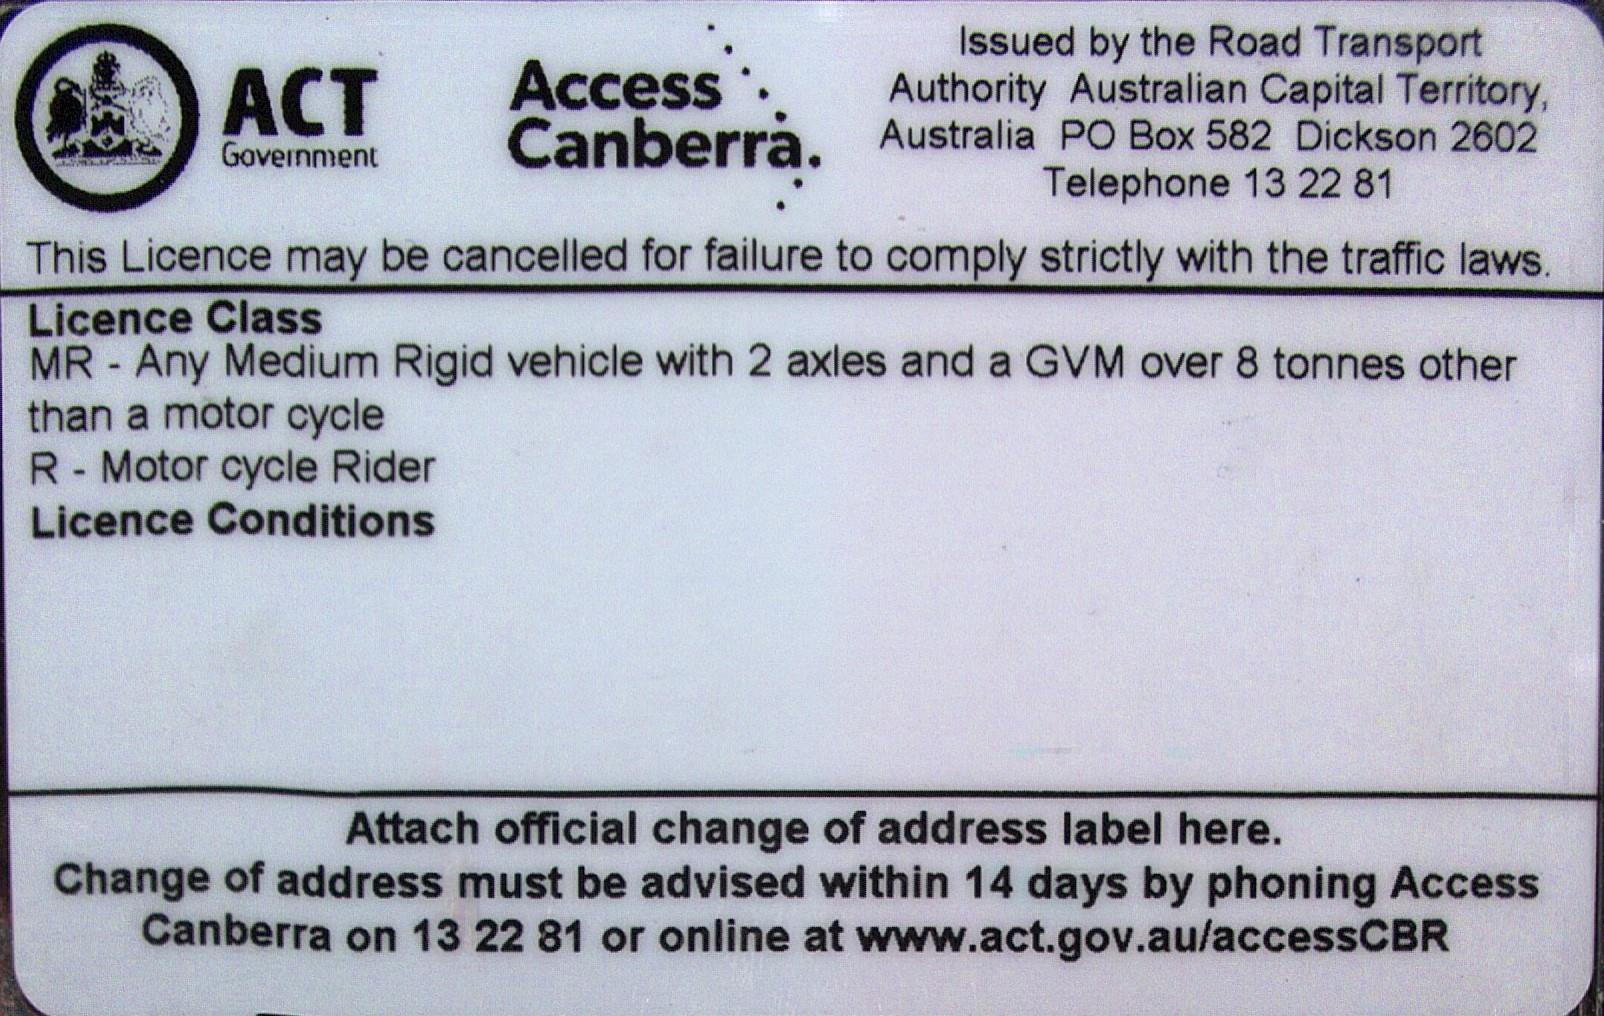 ACT
Government
Access
Canberra.
Issued by the Road Transport
Authority Australian Capital Territory,
Australia PO Box 582 Dickson 2602
Telephone 13 22 81
This Licence may be cancelled for failure to comply strictly with the traffic laws.
Licence Class
MR - Any Medium Rigid vehicle with 2 axles and a GVM over 8 tonnes other
than a motor cycle
R - Motor cycle Rider
Licence Conditions
Attach official change of address label here.
Change of address must be advised within 14 days by phoning Access
Canberra on 13 22 81 or online at www.act.gov.au/accessCBR